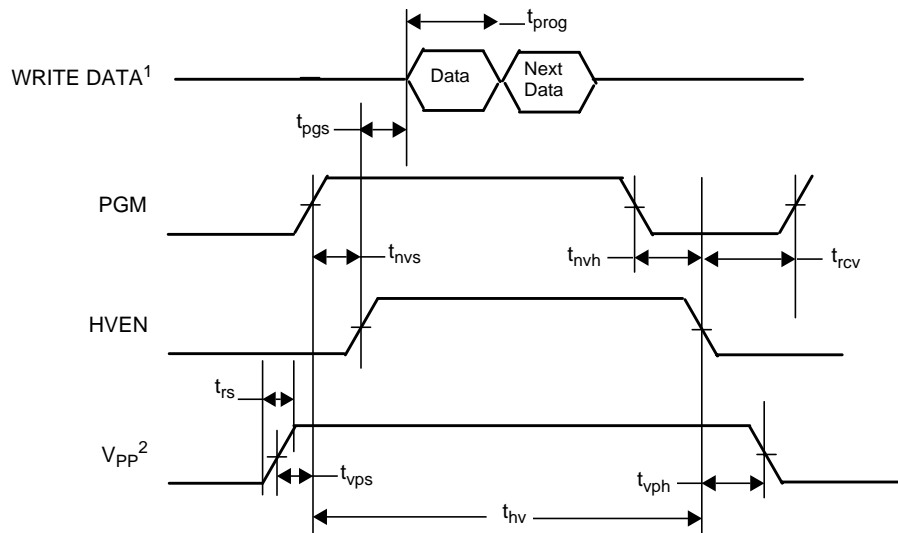 tprog
WRITE DATA1
Data
Next
Data
tpgs
PGM
tnvs
tnvh
trcv
HVEN
trs
VPP2
tvps
tvph
thv